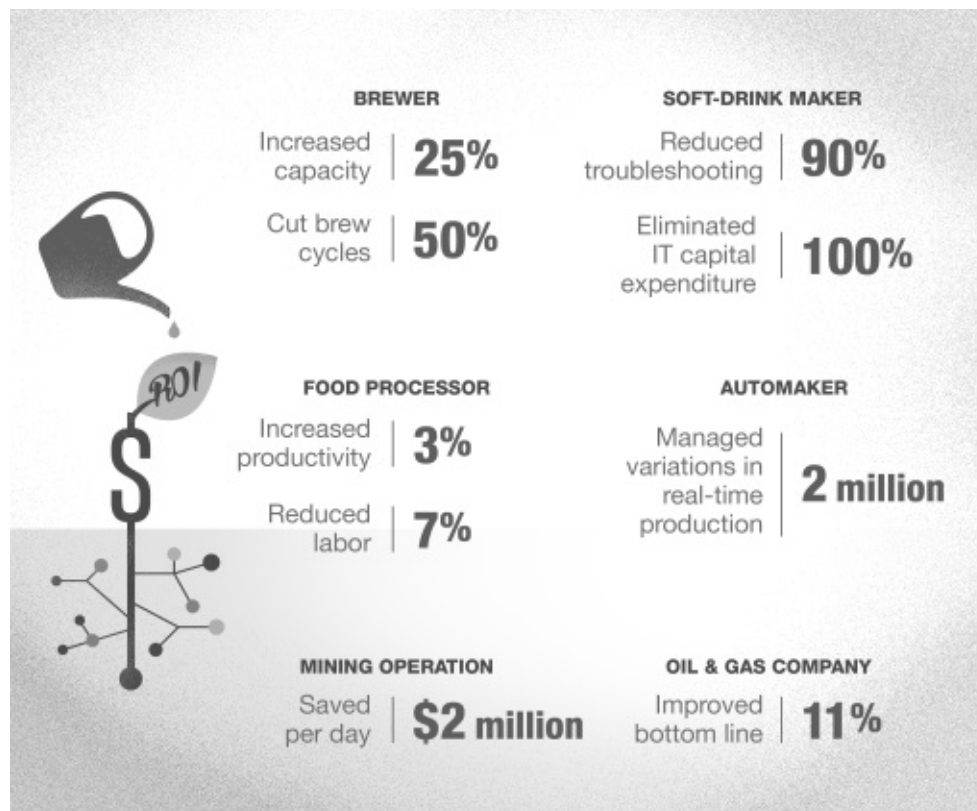 BREWER
Increased
capacity
25%
Cut brew
cycles
50%
SOFT-DRINK MAKER
Reduced
troubleshooting
90%
Eliminated
IT capital
expenditure
100%
ROI
S
FOOD PROCESSOR
Increased
productivity
3%
Reduced
labor
7%
AUTOMAKER
Managed
variations in
real-time
production
2 million
MINING OPERATION
Saved
per day
$2 million
OIL & GAS COMPANY
Improved
bottom line
11%